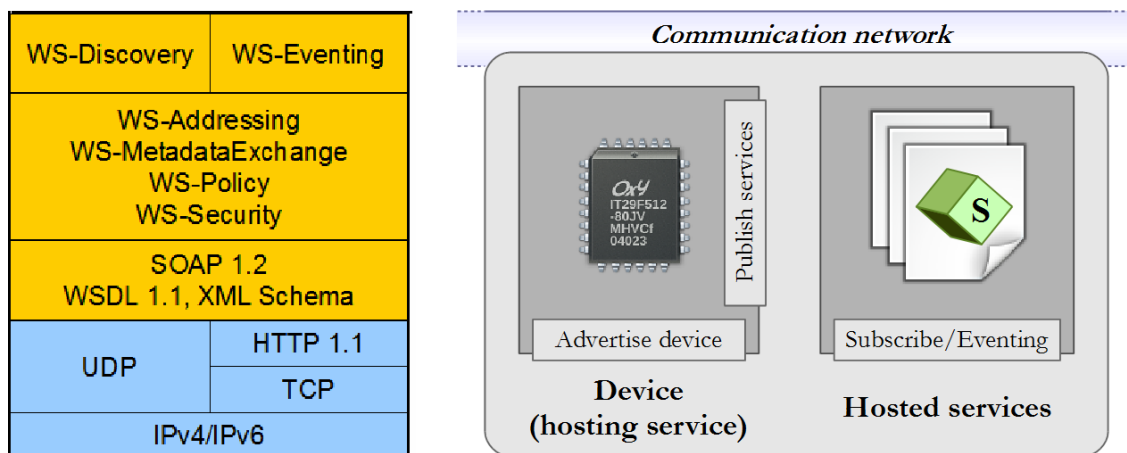 WS-Discovery
WS-Eventing
WS-Addressing
WS-MetadataExchange
WS-Policy
WS-Security
SOAP 1.2
WSDL 1.1, XML Schema
UDP
HTTP 1.1
TCP
IPv4/IPv6
Communication network
OXY
IT29F512
-80JV
MHVCf
04023
Publish services
Advertise device
Device
(hosting service)
S
Subscribe/Eventing
Hosted services